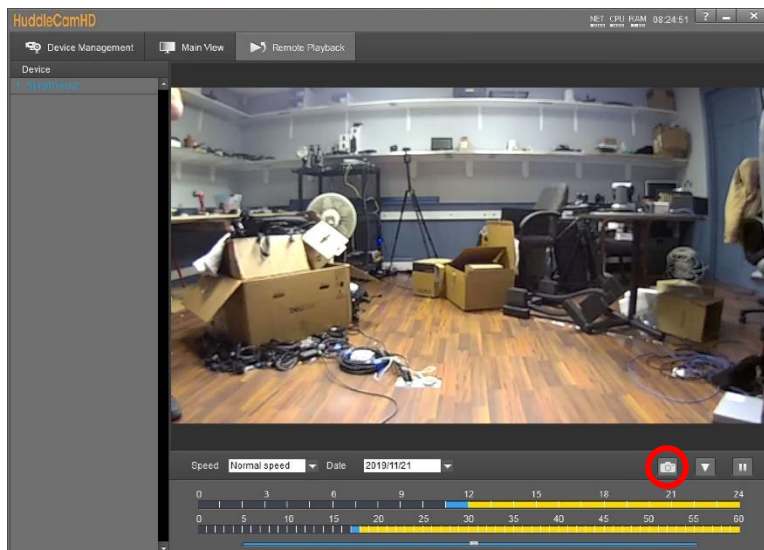 HuddleCamHD
NET CPU RAM 08:24:51 ? – ×
Device Management Main View Remote Playback
Device
Speed Normal speed Date 2019/11/21
0 3 6 9 12 15 18 21 24
0 5 10 15 20 25 30 35 40 45 50 55 60